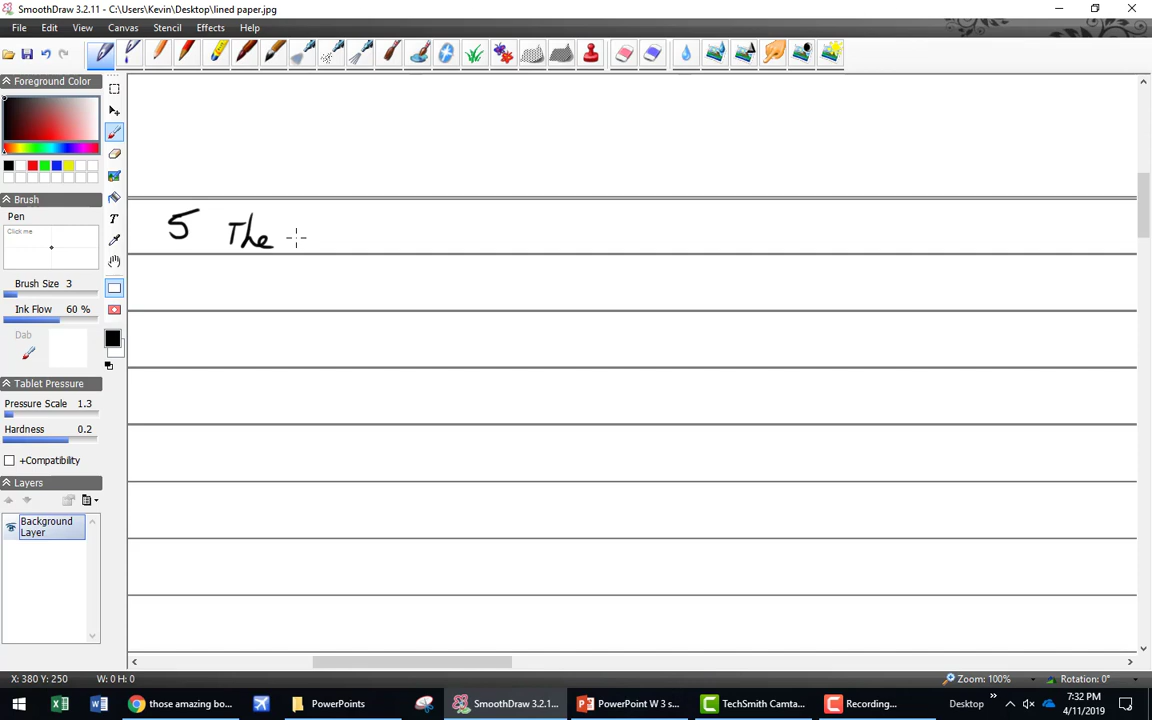 SmoothDraw 3.2.11 - C:\Users\Kevin\Desktop\lined paper.jpg
File Edit View Canvas Stencil Effects Help
Foreground Color
Brush
Pen
Click me
Brush Size 3
Ink Flow 60 %
Dab
Tablet Pressure
Pressure Scale 1.3
Hardness 0.2
+Compatibility
Layers
Background
Layer
5 The
X: 380 Y: 250 W: 0 H: 0 Zoom: 100% Rotation: 0°
those amazing bo... PowerPoints SmoothDraw 3.2.1... PowerPoint W 3 s... TechSmith Camta... Recording... Desktop 7:32 PM
4/11/2019